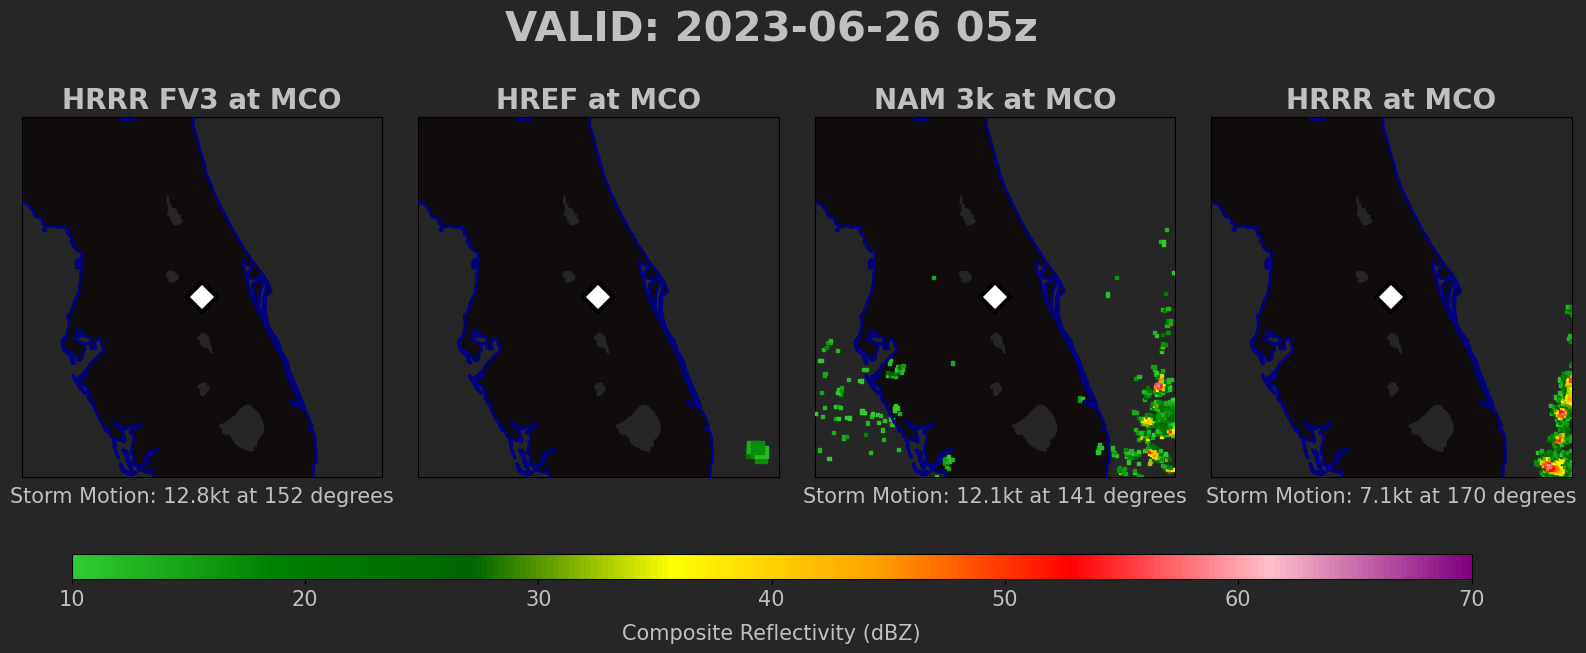 VALID: 2023-06-26 05z
HRRR FV3 at MCO
HREF at MCO
NAM 3k at MCO
HRRR at MCO
Storm Motion: 12.8kt at 152 degrees
Storm Motion: 12.1kt at 141 degrees
Storm Motion: 7.1kt at 170 degrees
10 20 30 40 50 60 70
Composite Reflectivity (dBZ)